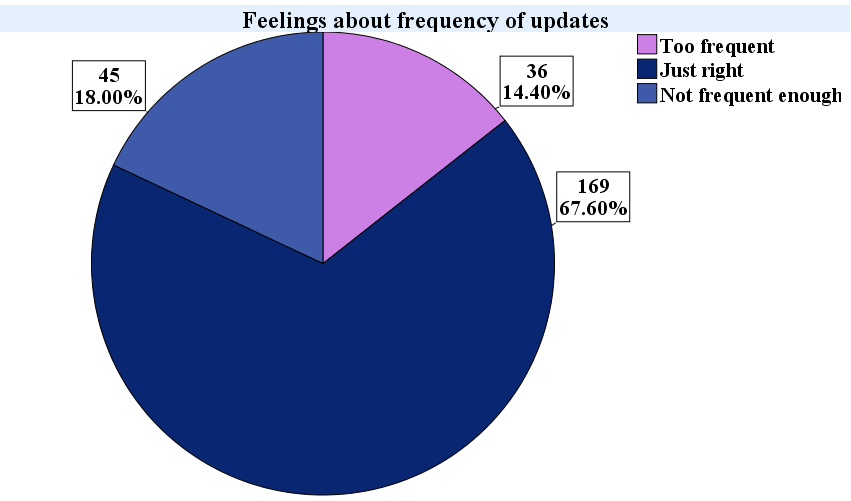 Feelings about frequency of updates
45
18.00%
36
14.40%
169
67.60%
Too frequent
Just right
Not frequent enough